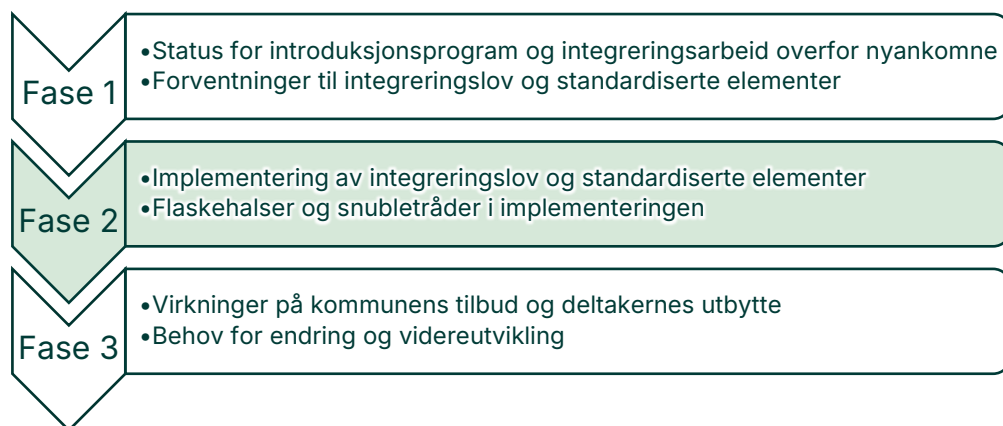 Fase 1
•Status for introduksjonsprogram og integreringsarbeid overfor nyankomne
•Forventninger til integreringslov og standardiserte elementer
Fase 2
•Implementering av integreringslov og standardiserte elementer
•Flaskehalser og snubletråder i implementeringen
Fase 3
•Virkninger på kommunens tilbud og deltakernes utbytte
•Behov for endring og videreutvikling